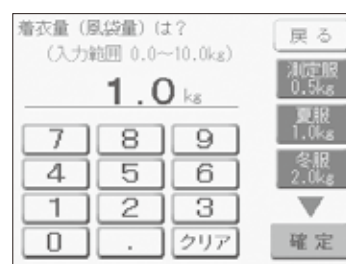 着衣量（風袋量）は？
戻る
（入力範囲 0.0～10.0kg）
1.0 kg
測定服
0.5kg
夏服
1.0kg
冬服
2.0kg
7 8 9
4 5 6
1 2 3
0 . クリア
▼
確定